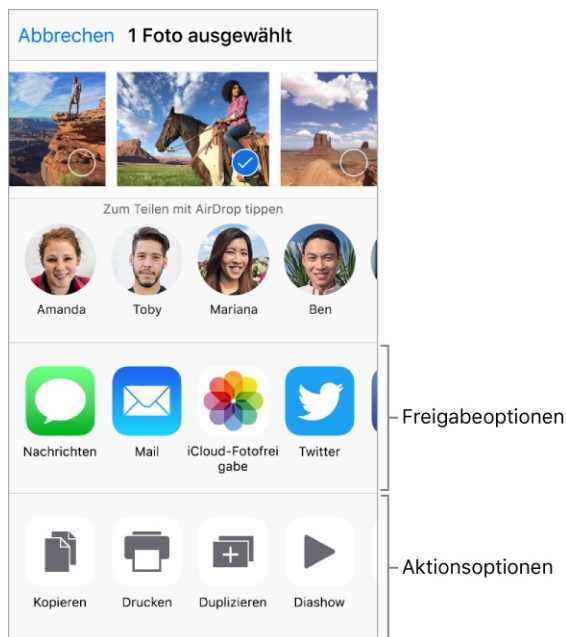 Abbrechen 1 Foto ausgewählt
Zum Teilen mit AirDrop tippen
Amanda Toby Mariana Ben
Nachrichten Mail iCloud-Fotofrei Twitter
gabe
Freigabeoptionen
Kopieren Drucken Duplizieren Diashow
Aktionsoptionen